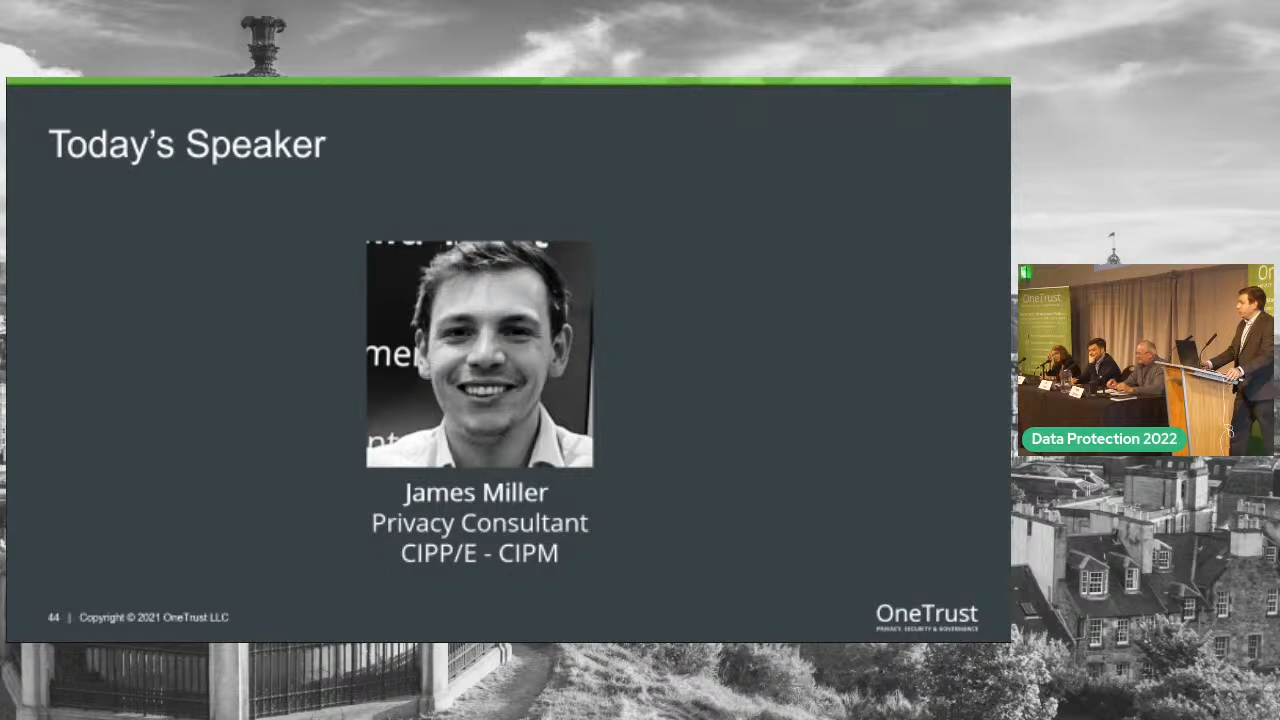 Today's Speaker
James Miller
Privacy Consultant
CIPP/E - CIPM
44 | Copyright © 2021 OneTrust LLC
OneTrust
PRIVACY, SECURITY & GOVERNANCE
OneTrust
Data Protection 2022